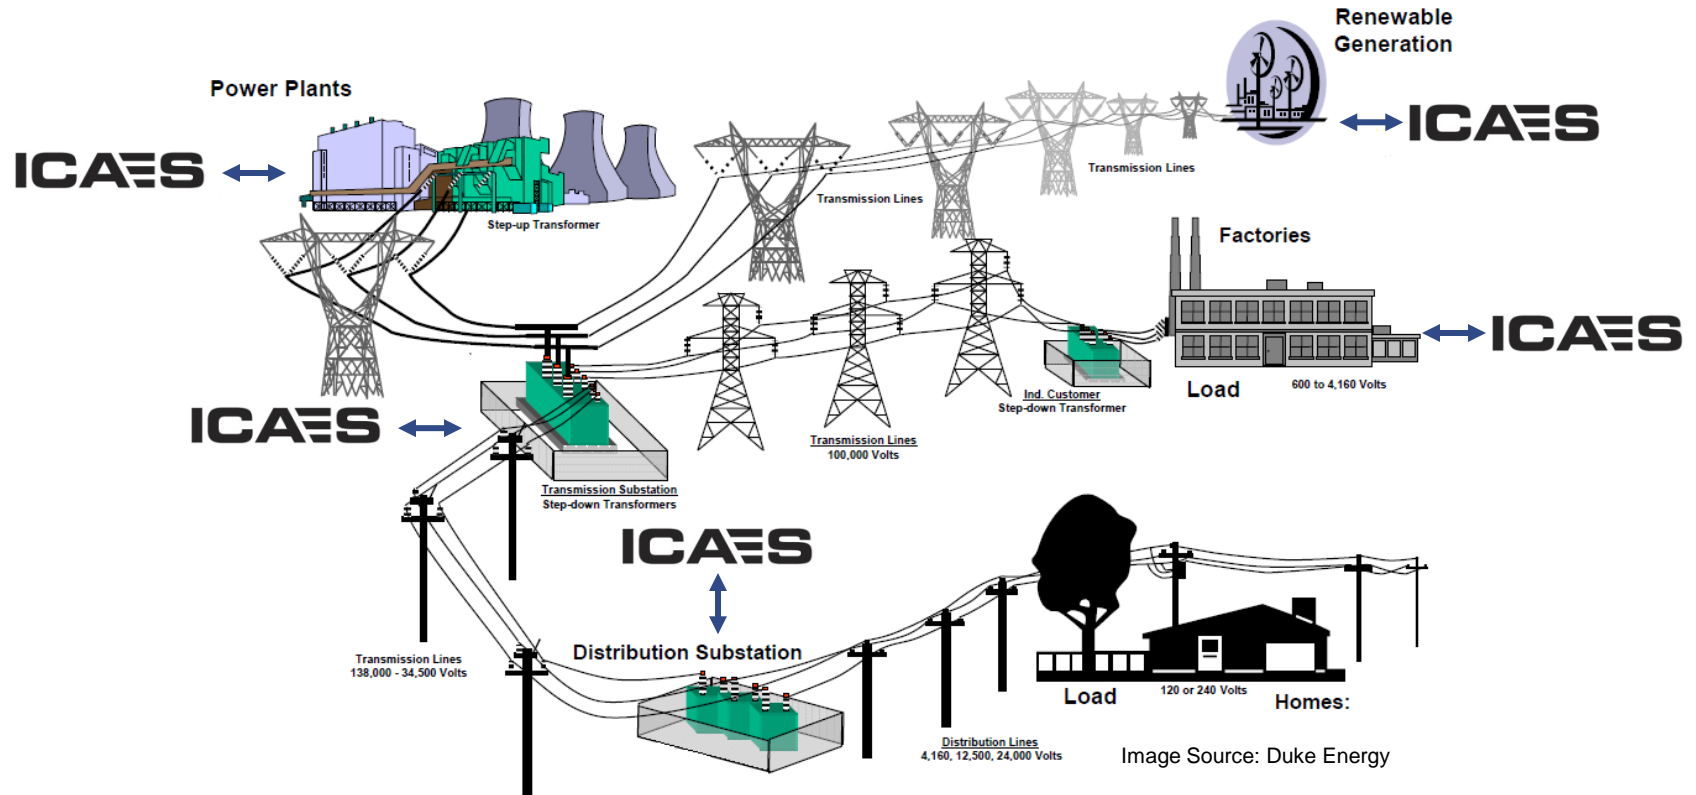 Renewable
Generation
Power Plants
ICAES
ICAES
Transmission Lines
Transmission Lines
Step-up Transformer
Factories
ICAES
600 to 4,160 Volts
Load
Ind. Customer
Step-down Transformer
ICAES
Transmission Lines
100,000 Volts
Transmission Substation
Step-down Transformers
ICAES
Distribution Substation
Transmission Lines
138,000 - 34,500 Volts
Load
120 or 240 Volts
Homes:
Distribution Lines
4,160, 12,500, 24,000 Volts
Image Source: Duke Energy